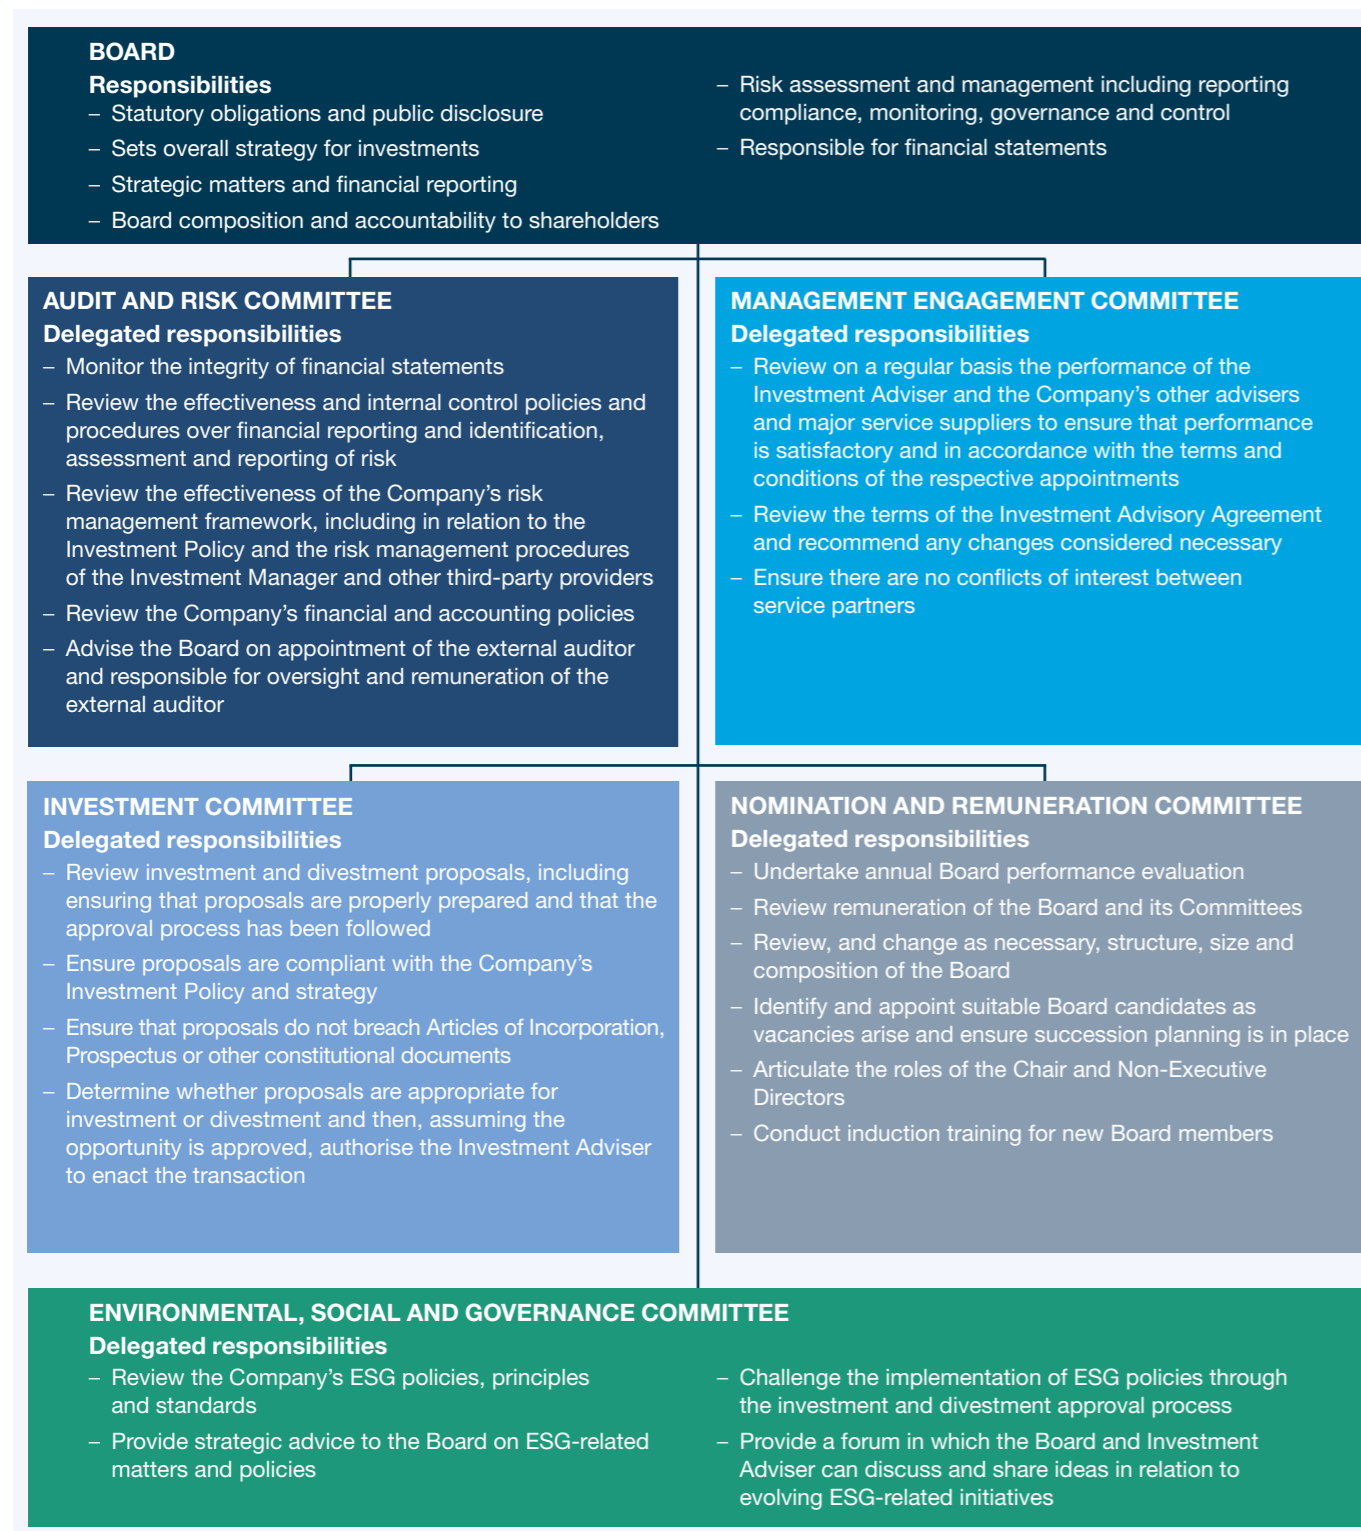 BOARD
Responsibilities
– Statutory obligations and public disclosure
– Sets overall strategy for investments
– Strategic matters and financial reporting
– Board composition and accountability to shareholders
– Risk assessment and management including reporting
compliance, monitoring, governance and control
– Responsible for financial statements
AUDIT AND RISK COMMITTEE
Delegated responsibilities
– Monitor the integrity of financial statements
– Review the effectiveness and internal control policies and
procedures over financial reporting and identification,
assessment and reporting of risk
– Review the effectiveness of the Company’s risk
management framework, including in relation to the
Investment Policy and the risk management procedures
of the Investment Manager and other third-party providers
– Review the Company’s financial and accounting policies
– Advise the Board on appointment of the external auditor
and responsible for oversight and remuneration of the
external auditor
MANAGEMENT ENGAGEMENT COMMITTEE
Delegated responsibilities
– Review on a regular basis the performance of the
Investment Adviser and the Company’s other advisers
and major service suppliers to ensure that performance
is satisfactory and in accordance with the terms and
conditions of the respective appointments
– Review the terms of the Investment Advisory Agreement
and recommend any changes considered necessary
– Ensure there are no conflicts of interest between
service partners
INVESTMENT COMMITTEE
Delegated responsibilities
– Review investment and divestment proposals, including
ensuring that proposals are properly prepared and that the
approval process has been followed
– Ensure proposals are compliant with the Company’s
Investment Policy and strategy
– Ensure that proposals do not breach Articles of Incorporation,
Prospectus or other constitutional documents
– Determine whether proposals are appropriate for
investment or divestment and then, assuming the
opportunity is approved, authorise the Investment Adviser
to enact the transaction
NOMINATION AND REMUNERATION COMMITTEE
Delegated responsibilities
– Undertake annual Board performance evaluation
– Review remuneration of the Board and its Committees
– Review, and change as necessary, structure, size and
composition of the Board
– Identify and appoint suitable Board candidates as
vacancies arise and ensure succession planning is in place
– Articulate the roles of the Chair and Non-Executive
Directors
– Conduct induction training for new Board members
ENVIRONMENTAL, SOCIAL AND GOVERNANCE COMMITTEE
Delegated responsibilities
– Review the Company’s ESG policies, principles
and standards
– Provide strategic advice to the Board on ESG-related
matters and policies
– Challenge the implementation of ESG policies through
the investment and divestment approval process
– Provide a forum in which the Board and Investment
Adviser can discuss and share ideas in relation to
evolving ESG-related initiatives